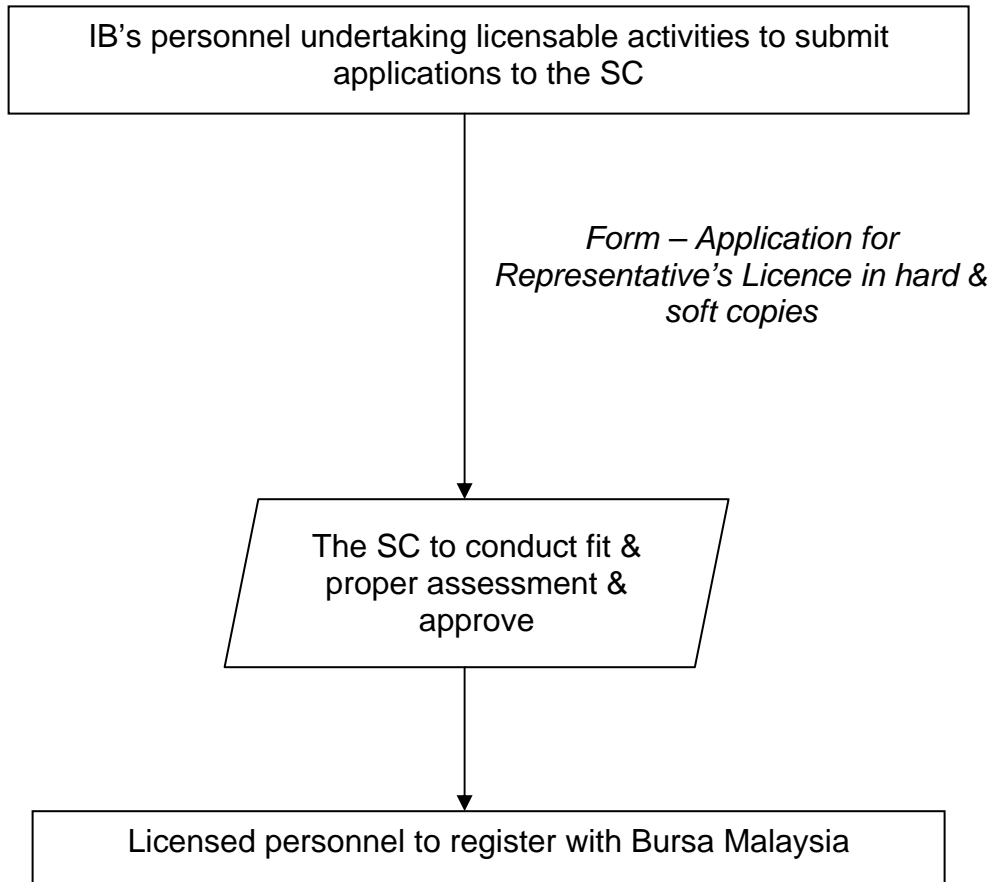 IB's personnel undertaking licensable activities to submit
applications to the SC
Form – Application for
Representative's Licence in hard &
soft copies
The SC to conduct fit &
proper assessment &
approve
Licensed personnel to register with Bursa Malaysia